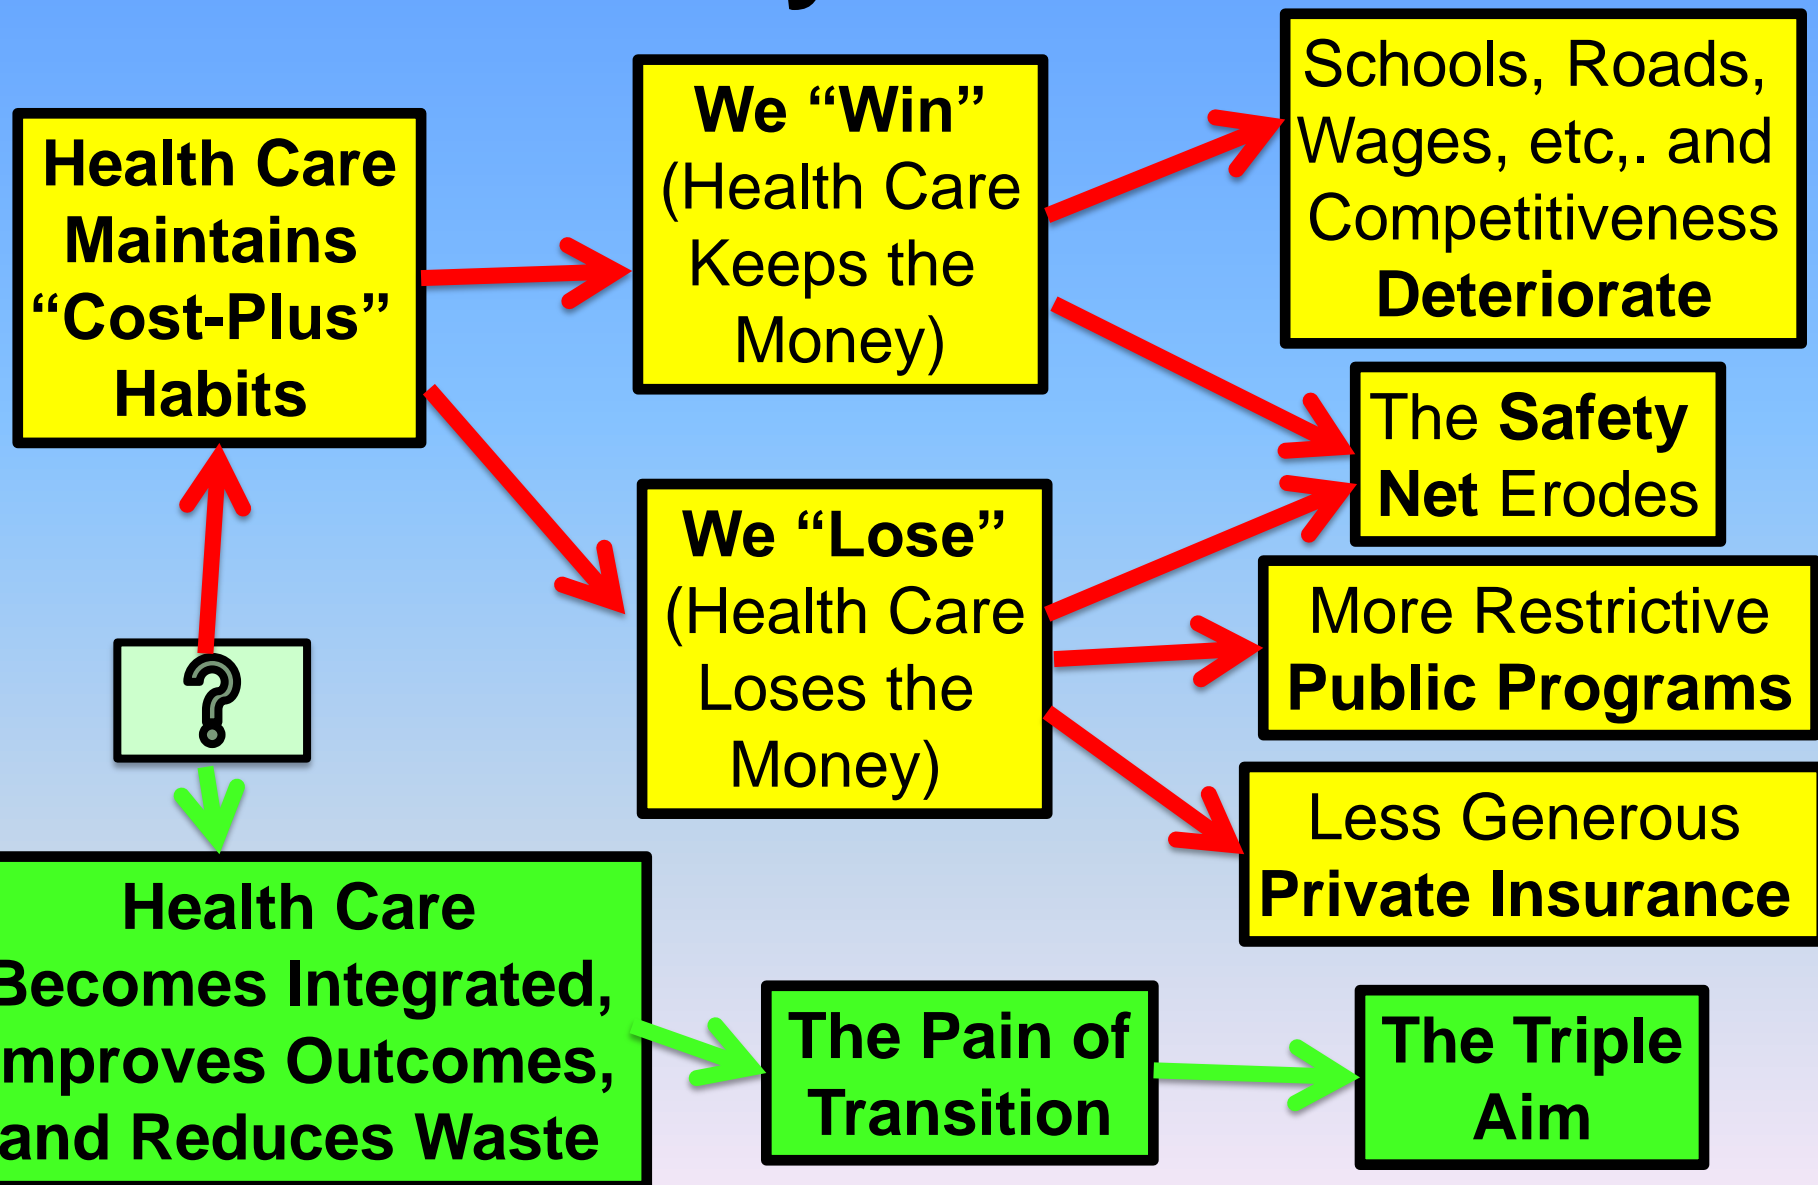 Health Care
Maintains
“Cost-Plus”
Habits
We “Win”
(Health Care
Keeps the
Money)
Schools, Roads,
Wages, etc,. and
Competitiveness
Deteriorate
The Safety
Net Erodes
We “Lose”
(Health Care
Loses the
Money)
More Restrictive
Public Programs
Less Generous
Private Insurance
?
Health Care
Becomes Integrated,
Improves Outcomes,
and Reduces Waste
The Pain of
Transition
The Triple
Aim